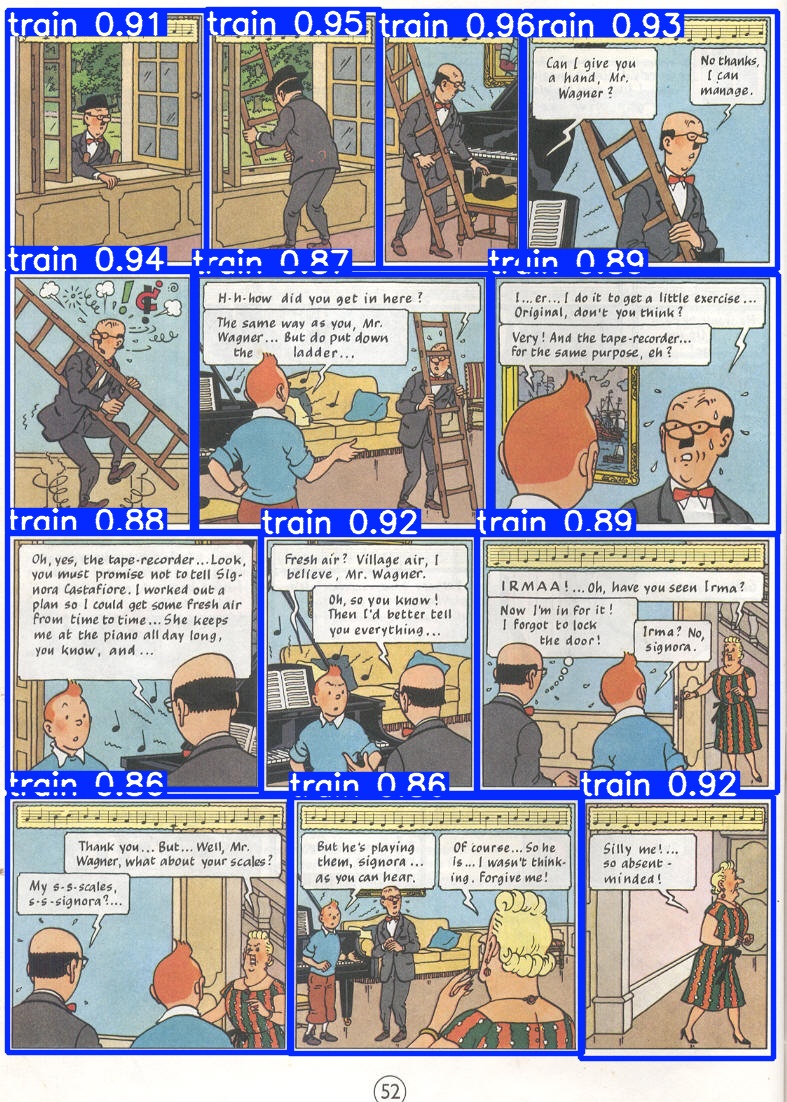 train 0.91
train 0.95
train 0.96
rain 0.93
Can I give you
a hand, Mr.
Wagner?
No thanks,
I can
manage.
train 0.94
train 0.87
train 0.89
H-h-how did you get in here?
The same way as you, Mr.
Wagner... But do put down
the ladder...
I...er... I do it to get a little exercise...
Original, don't you think?
Very! And the tape-recorder...
for the same purpose, eh?
train 0.88
train 0.92
train 0.89
Oh, yes, the tape-recorder... Look,
you must promise not to tell Sig-
nora Castafiore. I worked out a
plan so I could get some fresh air
from time to time... She keeps
me at the piano all day long,
you know, and ...
Fresh air? Village air, I
believe, Mr. Wagner.
Oh, so you know!
Then I'd better tell
you everything...
IRMAA!... Oh, have you seen Irma?
Now I'm in for it!
I forgot to lock
the door!
Irma? No,
signora.
train 0.86
train 0.86
train 0.92
Thank you... But... Well, Mr.
Wagner, what about your scales?
My s-s-scales,
s-s-signora?...
But he's playing
them, signora ...
as you can hear.
Of course... So he
is... I wasn't think-
ing. Forgive me!
Silly me!...
so absent-
minded!
52